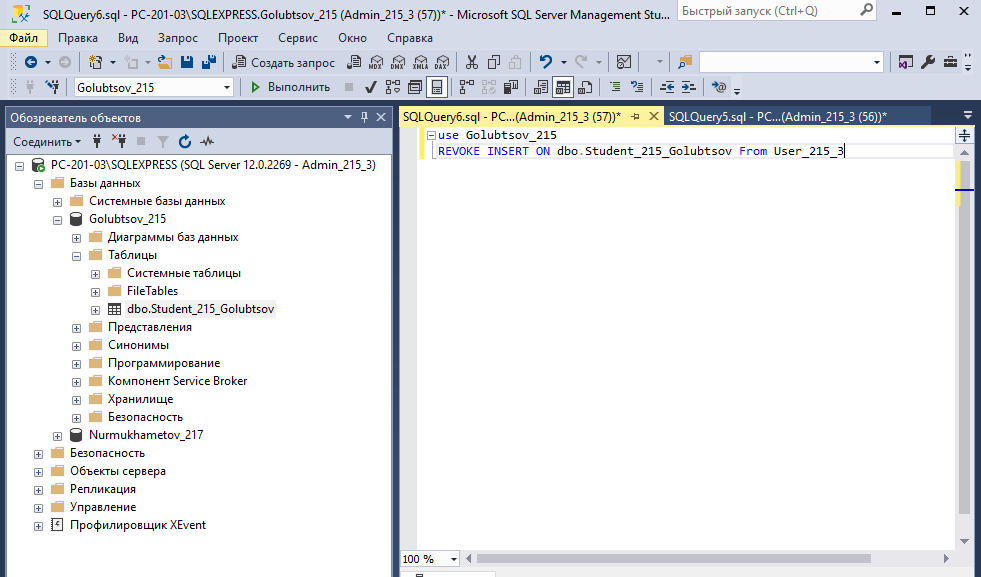 SQLQuery6.sql - PC-201-03\SQLEXPRESS.Golubtsov_215 (Admin_215_3 (57))* - Microsoft SQL Server Management Stu...
Быстрый запуск (Ctrl+Q)
Файл Правка Вид Запрос Проект Сервис Окно Справка
Создать запрос MDX DMX XMLA DAX
Golubtsov_215 Выполнить
Обозреватель объектов
SQLQuery6.sql - PC...(Admin_215_3 (57))* SQLQuery5.sql - PC...(Admin_215_3 (56))*
Соединить
use Golubtsov_215
REVOKE INSERT ON dbo.Student_215_Golubtsov From User_215_3
PC-201-03\SQLEXPRESS (SQL Server 12.0.2269 - Admin_215_3)
Базы данных
Системные базы данных
Golubtsov_215
Диаграммы баз данных
Таблицы
Системные таблицы
FileTables
dbo.Student_215_Golubtsov
Представления
Синонимы
Программирование
Компонент Service Broker
Хранилище
Безопасность
Nurmukhametov_217
Безопасность
Объекты сервера
Репликация
Управление
Профилировщик XEvent
100 %